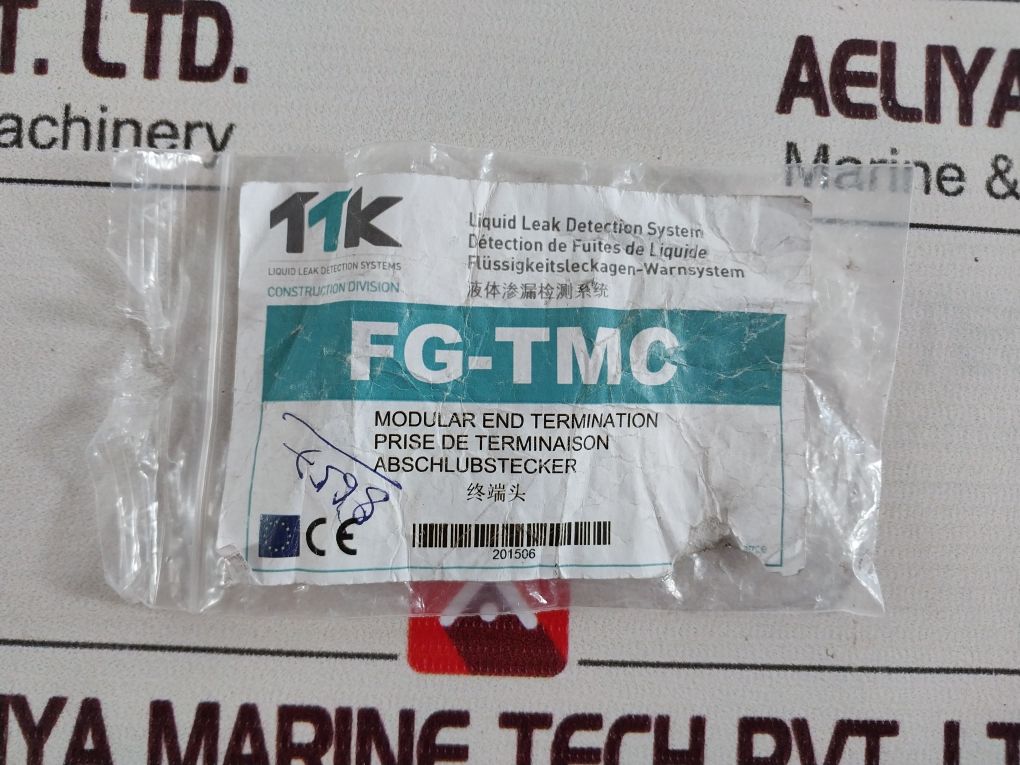 T. LTD.
achinery
AELIYA
Marine &
TTK
LIQUID LEAK DETECTION SYSTEMS
CONSTRUCTION DIVISION
Liquid Leak Detection System
Détection de Fuites de Liquide
Flüssigkeitsleckagen-Warnsystem
液体渗漏检测系统
FG-TMC
MODULAR END TERMINATION
PRISE DE TERMINAISON
ABSCHLUBSTECKER
终端头
CE
201506
IYA MARINE TECH PVT. LT